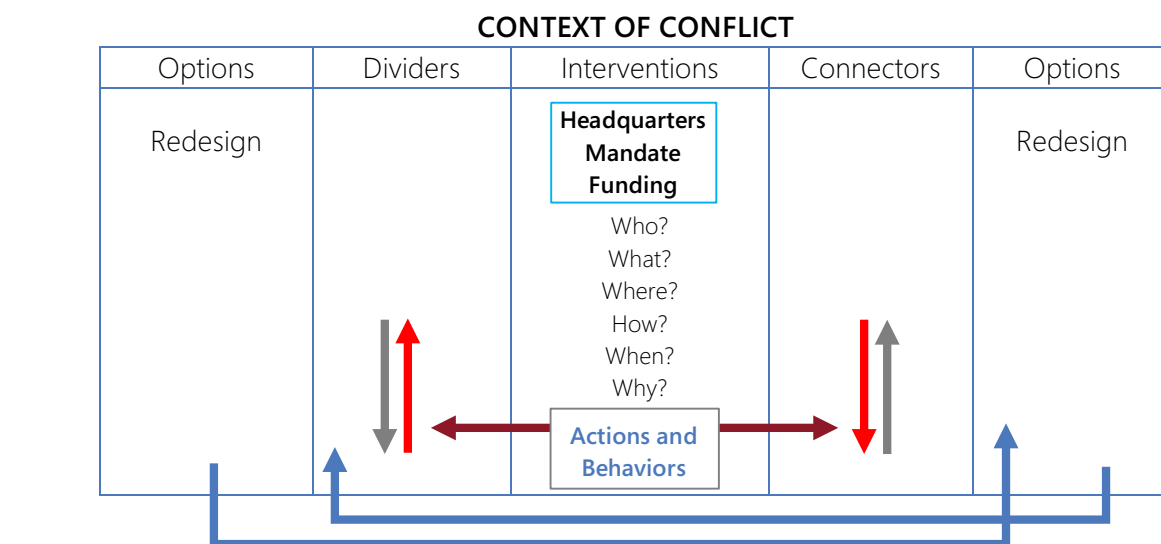 CONTEXT OF CONFLICT
Options
Dividers
Interventions
Connectors
Options
Redesign
Headquarters
Mandate
Funding
Who?
What?
Where?
How?
When?
Why?
Actions and
Behaviors
Redesign